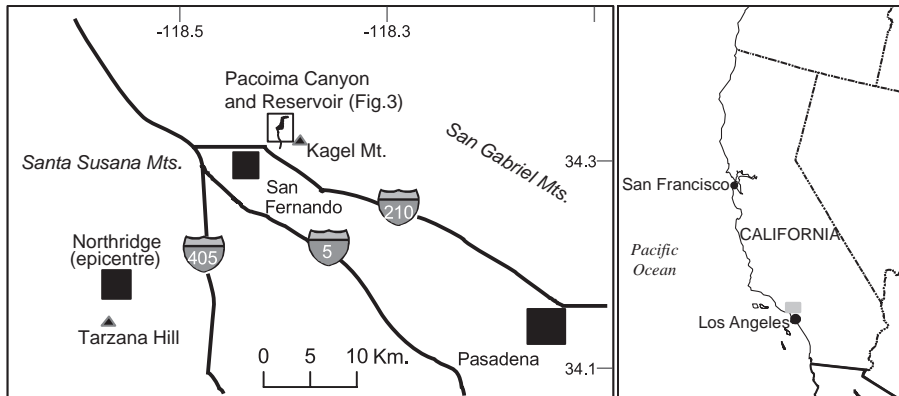 -118.5
-118.3
Pacoima Canyon
and Reservoir (Fig.3)
Kagel Mt.
San Gabriel Mts.
34.3
Santa Susana Mts.
San
Fernando
210
Northridge
(epicentre)
405
5
Tarzana Hill
0 5 10 Km.
Pasadena
34.1
San Francisco
CALIFORNIA
Pacific
Ocean
Los Angeles